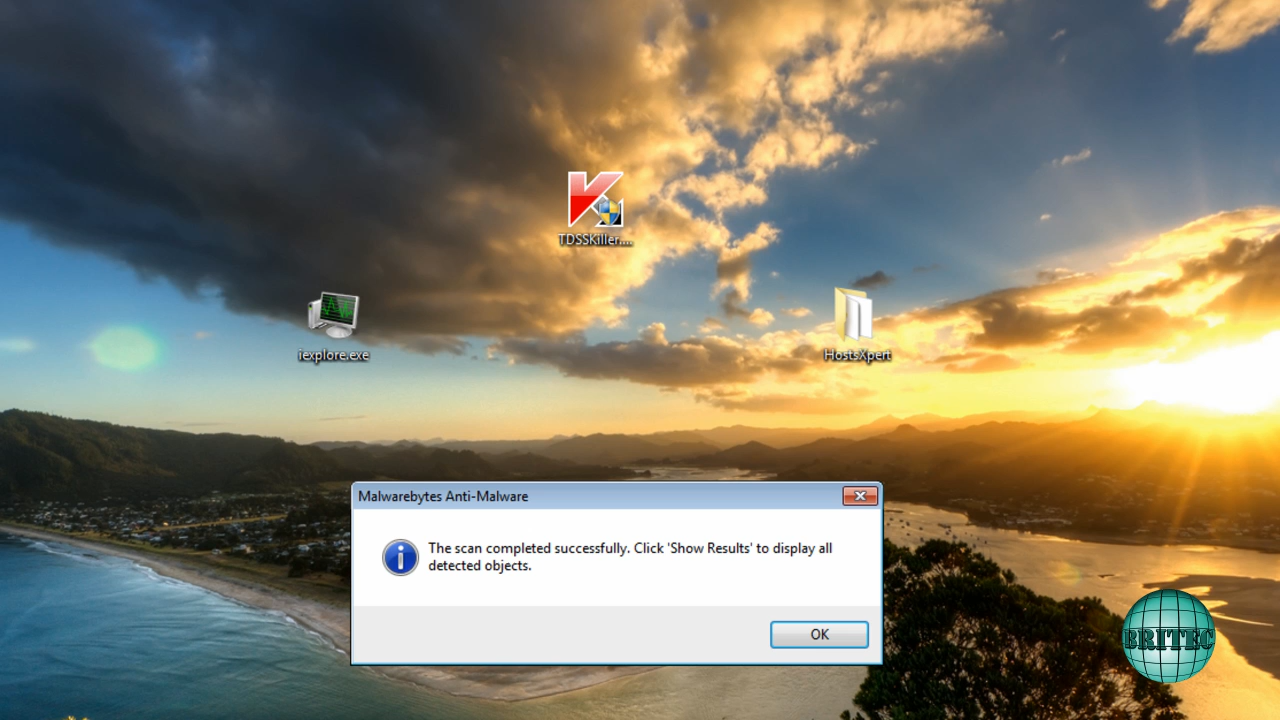 TDSSKiller....
iexplore.exe
HostsXpert
Malwarebytes Anti-Malware
The scan completed successfully. Click 'Show Results' to display all
detected objects.
OK
BRITEC